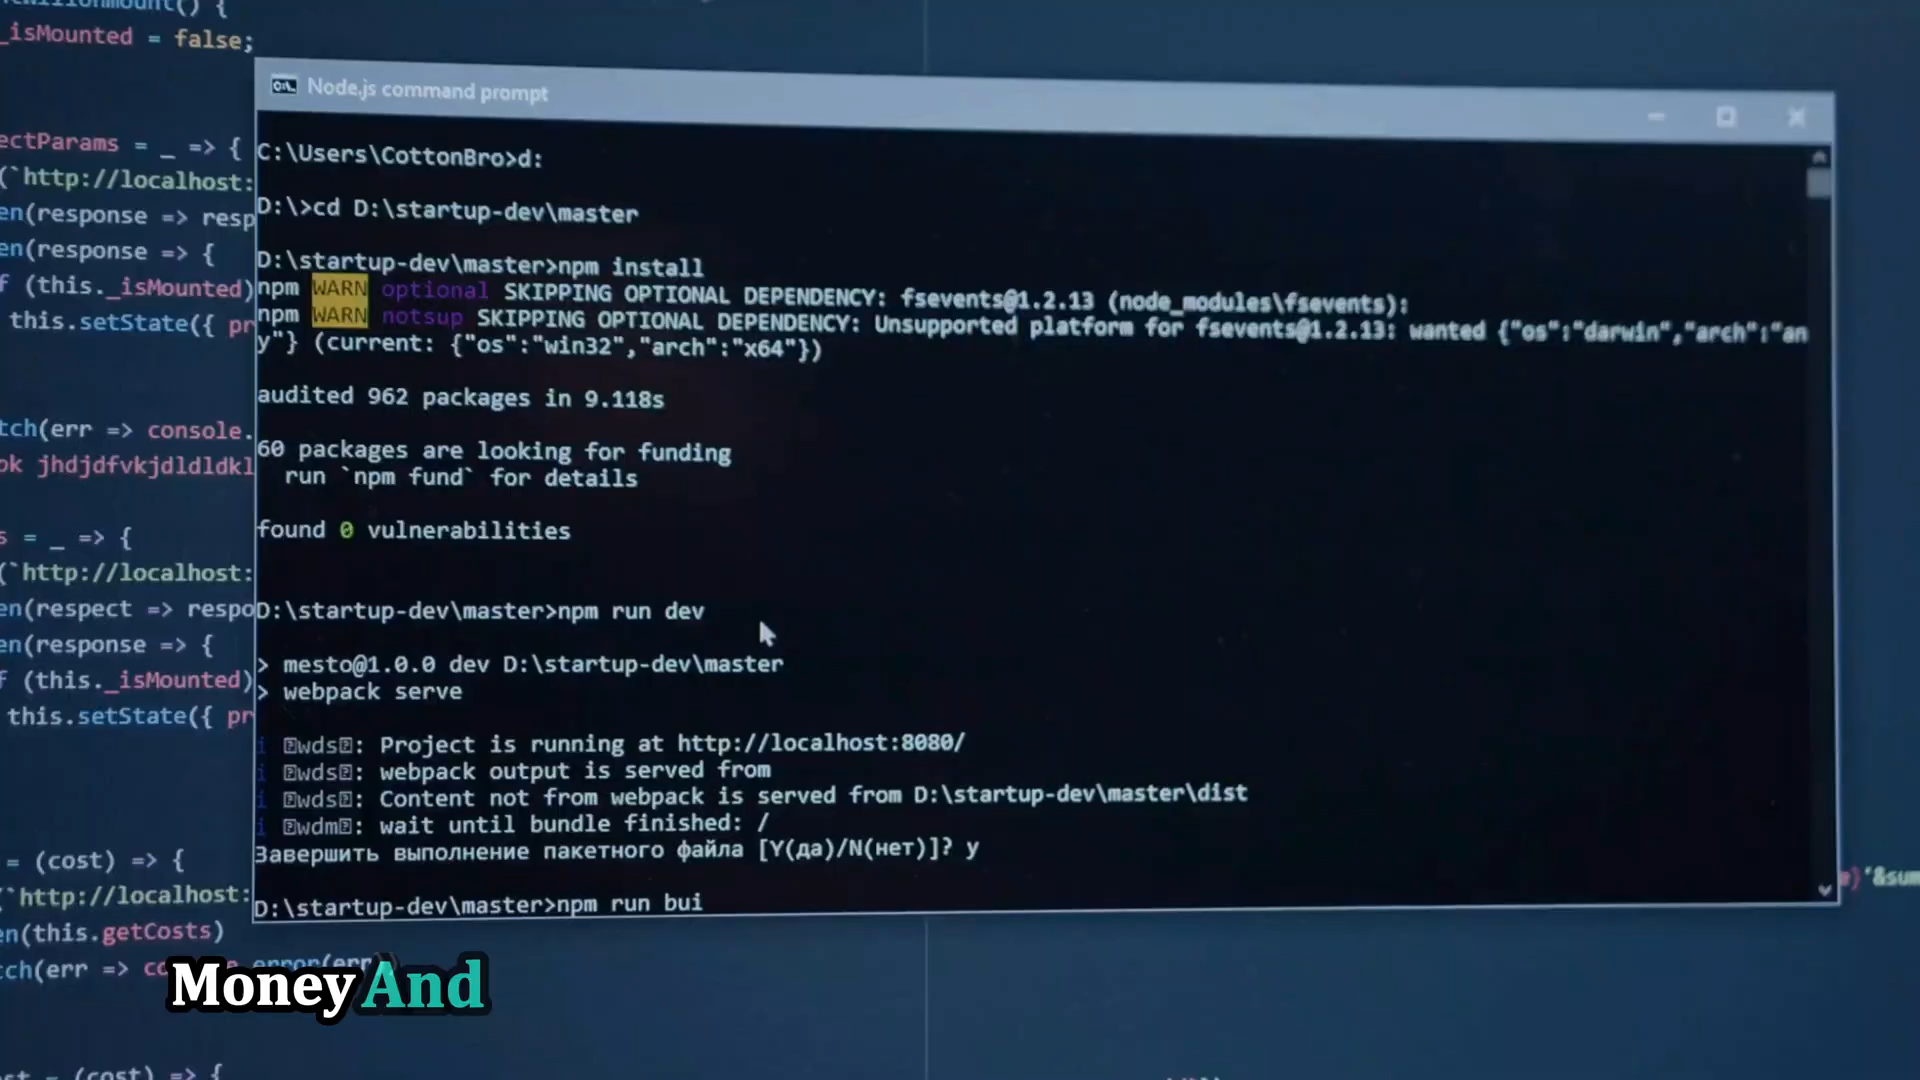 _isMounted = false;
Node.js command prompt
C:\Users\CottonBro>d:
ectParams = _ => {
(`http://localhost:
D:\>cd D:\startup-dev\master
en(response => resp
en(response => {
D:\startup-dev\master>npm install
f (this._isMounted)
npm WARN optional SKIPPING OPTIONAL DEPENDENCY: fsevents@1.2.13 (node_modules\fsevents):
this.setState({ pr
npm WARN notsup SKIPPING OPTIONAL DEPENDENCY: Unsupported platform for fsevents@1.2.13: wanted {"os":"darwin","arch":"an
y"} (current: {"os":"win32","arch":"x64"})
audited 962 packages in 9.118s
tch(err => console.
60 packages are looking for funding
ok jhdjdfvkjdldldkl
run `npm fund` for details
found 0 vulnerabilities
s = _ => {
(`http://localhost:
en(respect => respo
D:\startup-dev\master>npm run dev
en(response => {
> mesto@1.0.0 dev D:\startup-dev\master
f (this._isMounted)
> webpack serve
this.setState({ pr
i wds: Project is running at http://localhost:8080/
i wds: webpack output is served from
i wds: Content not from webpack is served from D:\startup-dev\master\dist
i wdm: wait until bundle finished: /
Завершить выполнение пакетного файла [Y(да)/N(нет)]? y
= (cost) => {
}`&sum
(`http://localhost:
D:\startup-dev\master>npm run bui
en(this.getCosts)
tch(err => co
Money And
= (cost) => {